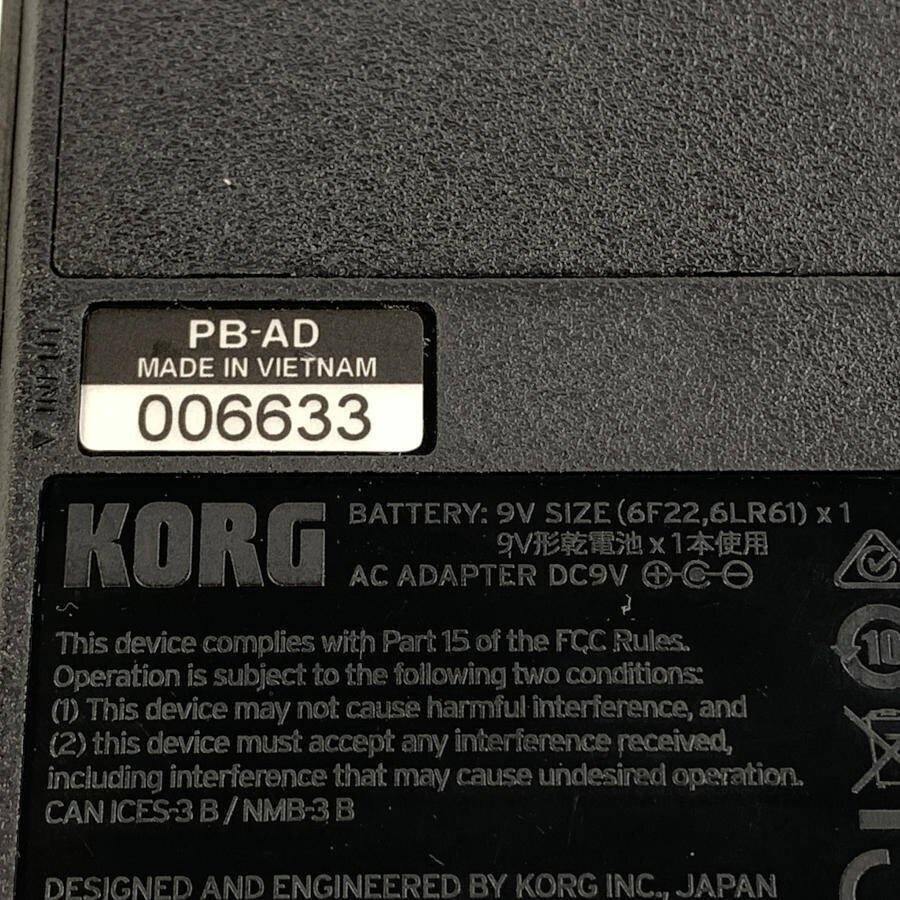 PB-AD
MADE IN VIETNAM
006633
▼ INPUT
KORG
BATTERY: 9V SIZE (6F22,6LR61) x 1
9V形乾電池 x 1本使用
AC ADAPTER DC9V
This device complies with Part 15 of the FCC Rules.
Operation is subject to the following two conditions:
(1) This device may not cause harmful interference, and
(2) this device must accept any interference received,
including interference that may cause undesired operation.
CAN ICES-3 B / NMB-3 B
DESIGNED AND ENGINEERED BY KORG INC., JAPAN
10